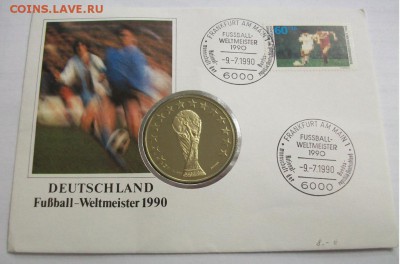 COINS.LAVE.RU
FRANKFURT AM MAIN 1
FUSSBALL-
WELTMEISTER
1990
-9.-7.1990
6000
60
FRANKFURT AM MAIN 1
FUSSBALL-
WELTMEISTER
1990
-9.-7.1990
6000
DEUTSCHLAND
Fußball-Weltmeister 1990